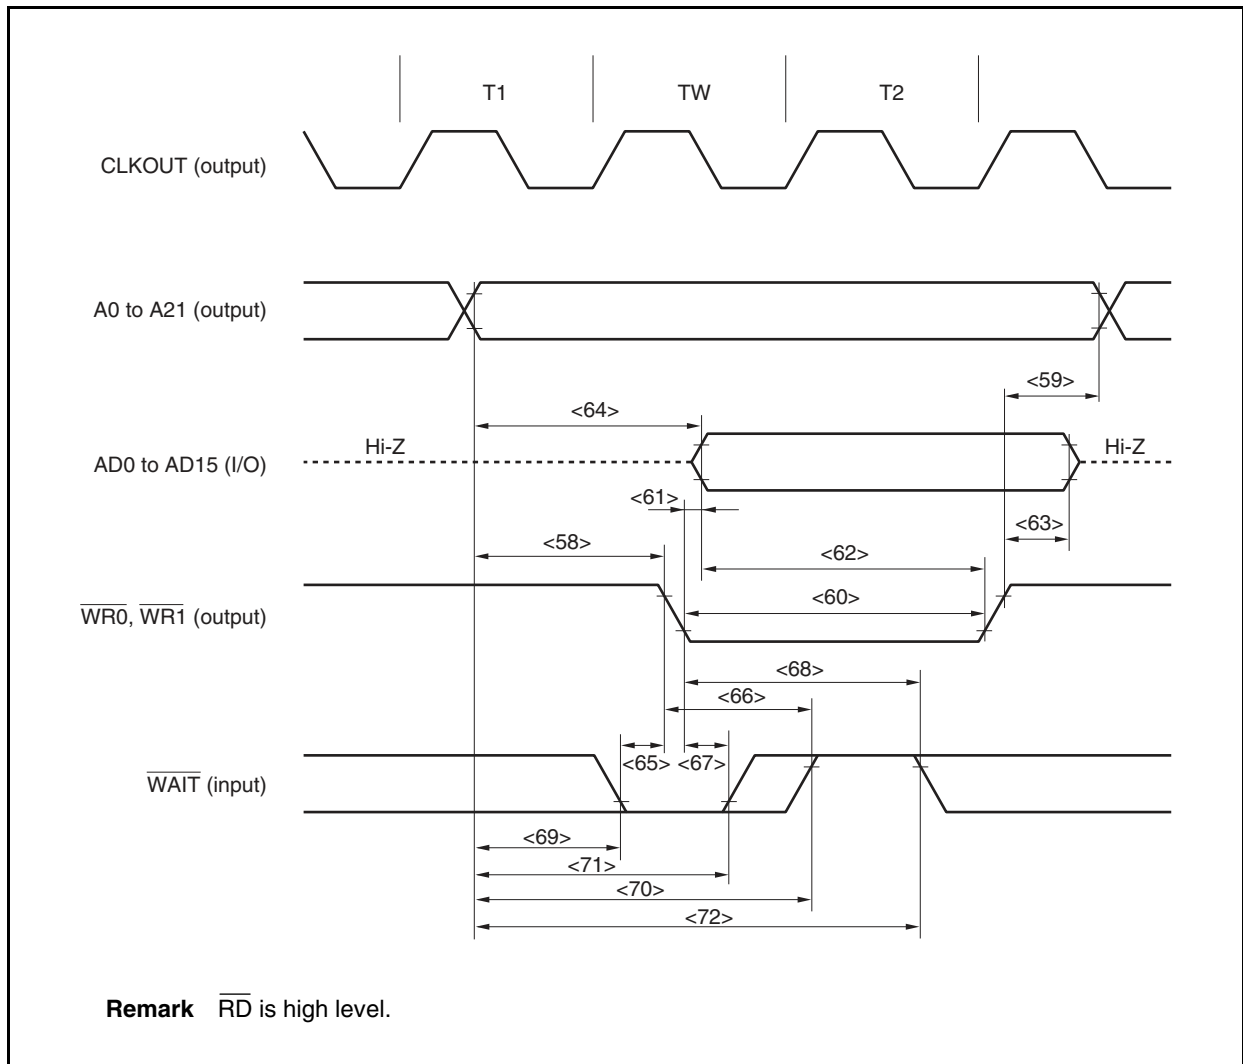 T1 TW T2
CLKOUT (output)
A0 to A21 (output)
<59>
<64>
Hi-Z Hi-Z
AD0 to AD15 (I/O)
<61>
<63>
<58>
<62>
<60>
WR0, WR1 (output)
<68>
<66>
<65> <67>
WAIT (input)
<69>
<71>
<70>
<72>
Remark RD is high level.